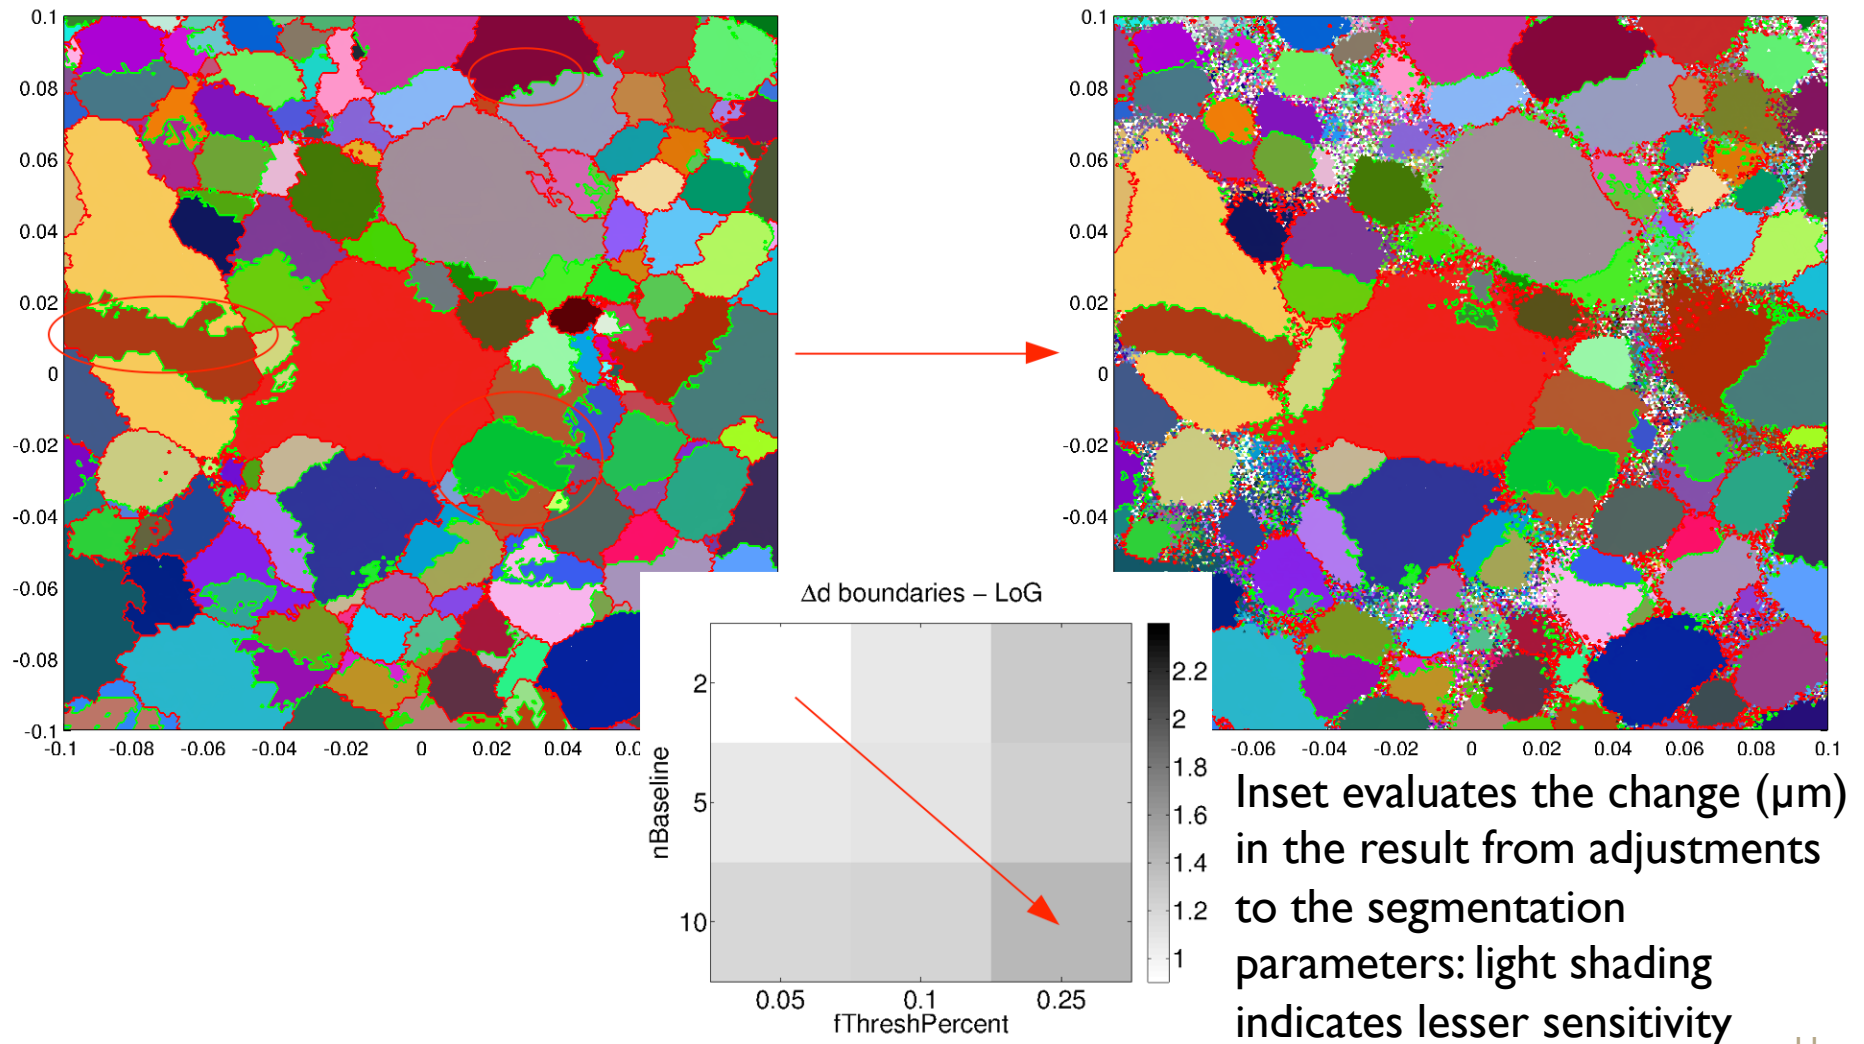 0.1
0.08
0.06
0.04
0.02
0
-0.02
-0.04
-0.06
-0.08
-0.1
-0.1 -0.08 -0.06 -0.04 -0.02 0 0.02 0.04
0.1
0.08
0.06
0.04
0.02
0
-0.02
-0.04
-0.06 -0.04 -0.02 0 0.02 0.04 0.06 0.08 0.1
Δd boundaries – LoG
nBaseline
2
5
10
0.05 0.1 0.25
fThreshPercent
2.2
2
1.8
1.6
1.4
1.2
1
Inset evaluates the change (µm)
in the result from adjustments
to the segmentation
parameters: light shading
indicates lesser sensitivity